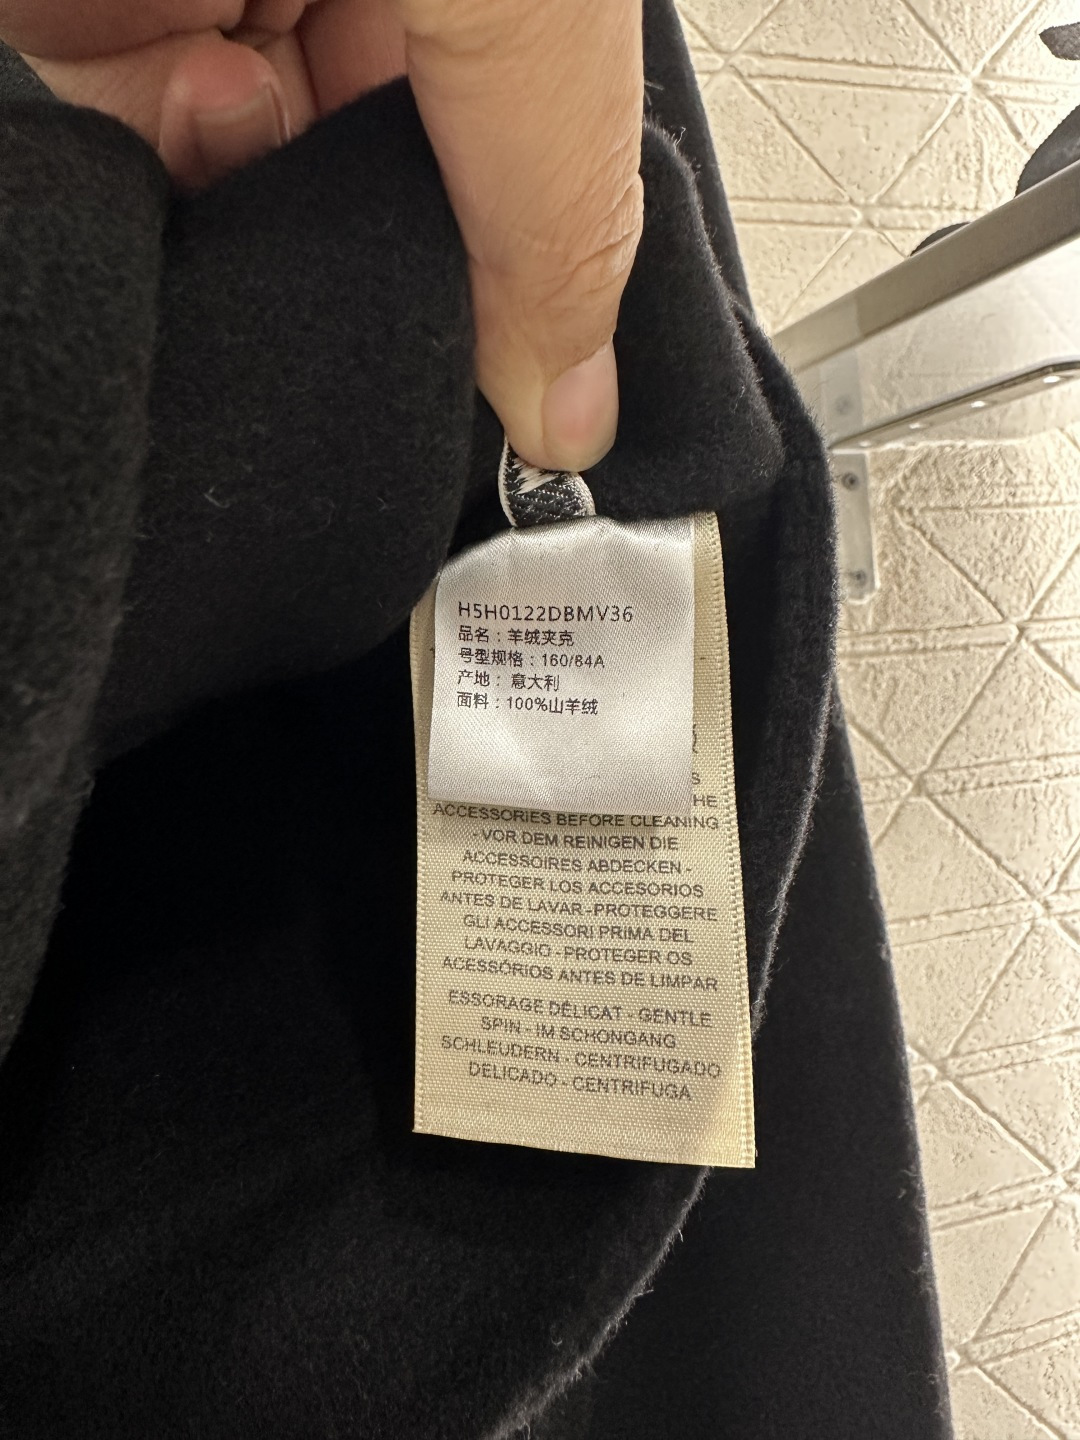 H5H0122DBMV36
品名：羊绒夹克
号型规格：160/84A
产地：意大利
面料：100%山羊绒
HE
ACCESSORIES BEFORE CLEANING
- VOR DEM REINIGEN DIE
ACCESSOIRES ABDECKEN -
PROTEGER LOS ACCESORIOS
ANTES DE LAVAR - PROTEGGERE
GLI ACCESSORI PRIMA DEL
LAVAGGIO - PROTEGER OS
ACESSÓRIOS ANTES DE LIMPAR
ESSORAGE DÉLICAT - GENTLE
SPIN - IM SCHONGANG
SCHLEUDERN - CENTRIFUGADO
DELICADO - CENTRIFUGA